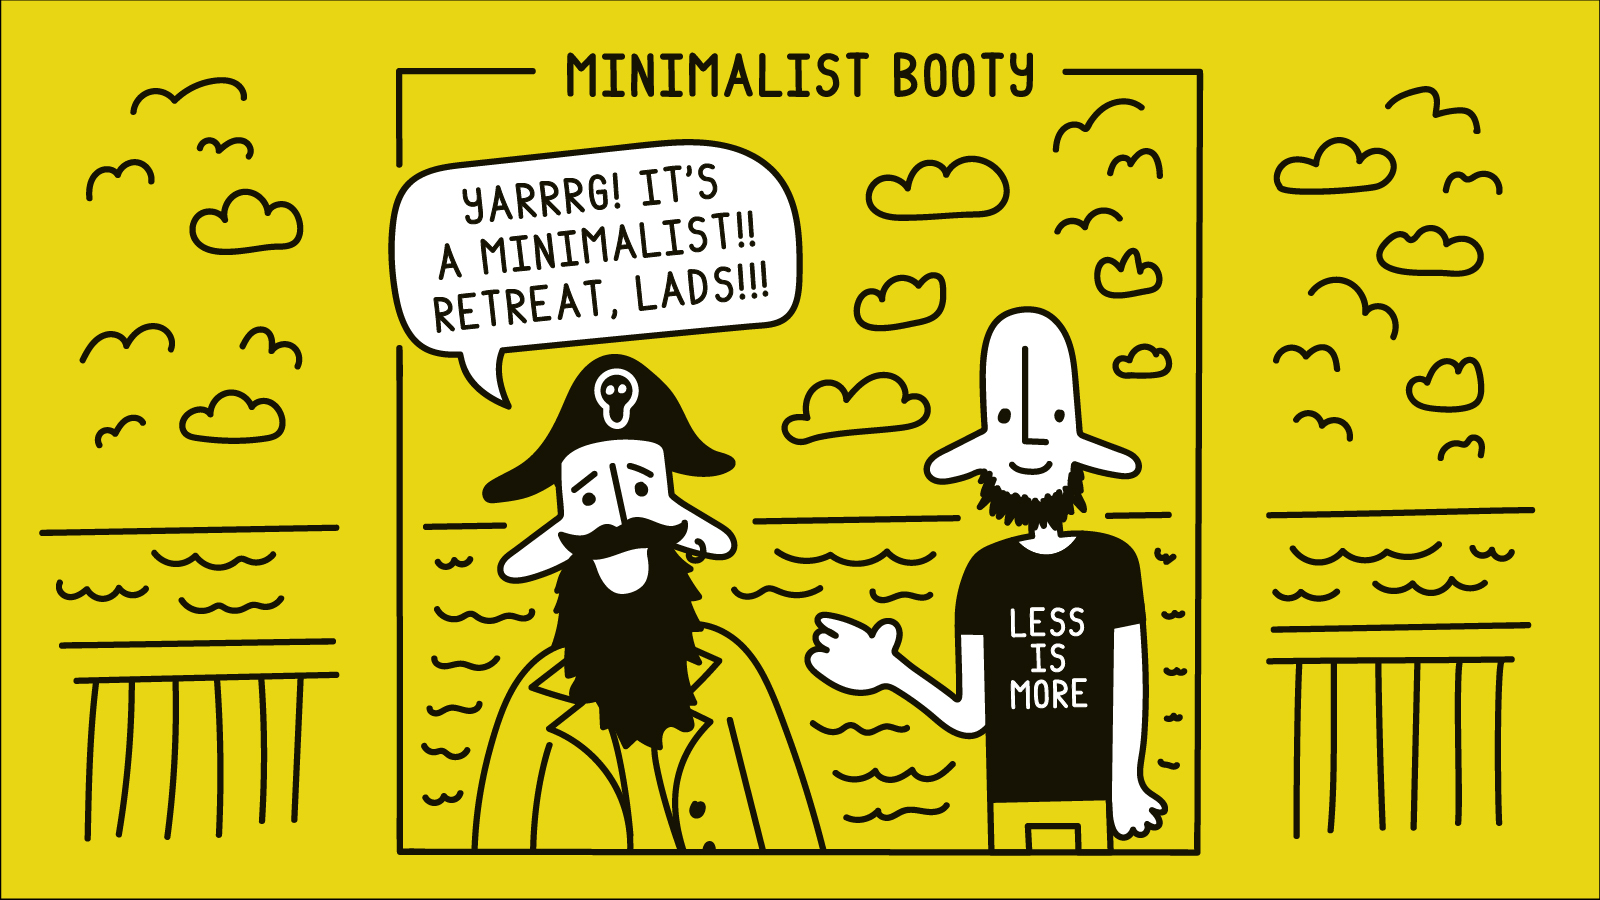 MINIMALIST BOOTY
YARRRG! IT'S
A MINIMALIST!!
RETREAT, LADS!!!
LESS
IS
MORE